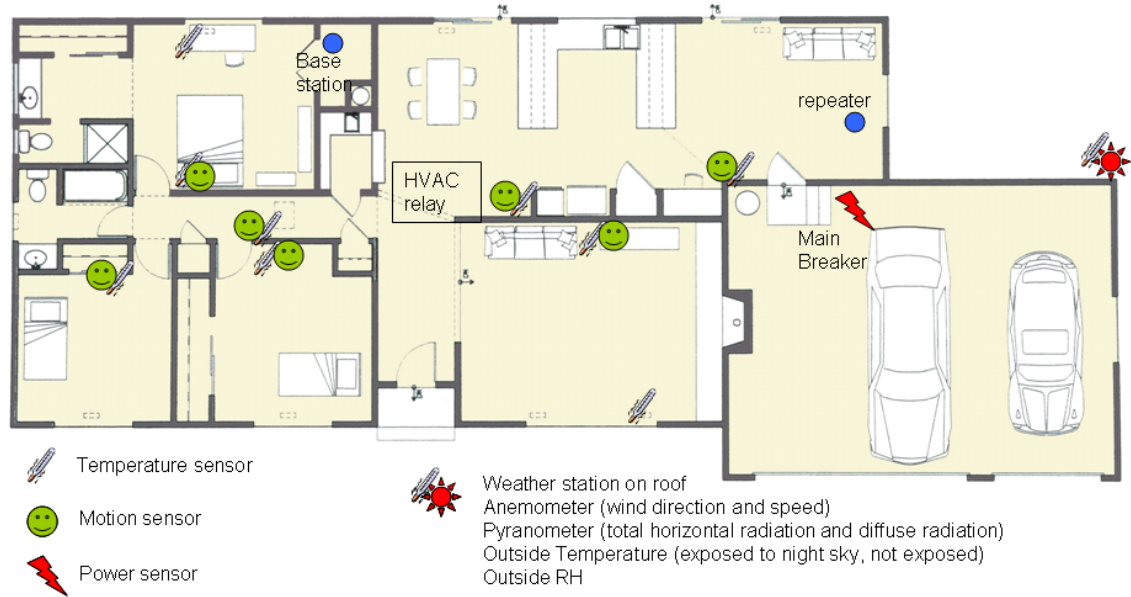 Base
station
repeater
HVAC
relay
Main
Breaker
Temperature sensor
Motion sensor
Power sensor
Weather station on roof
Anemometer (wind direction and speed)
Pyranometer (total horizontal radiation and diffuse radiation)
Outside Temperature (exposed to night sky, not exposed)
Outside RH